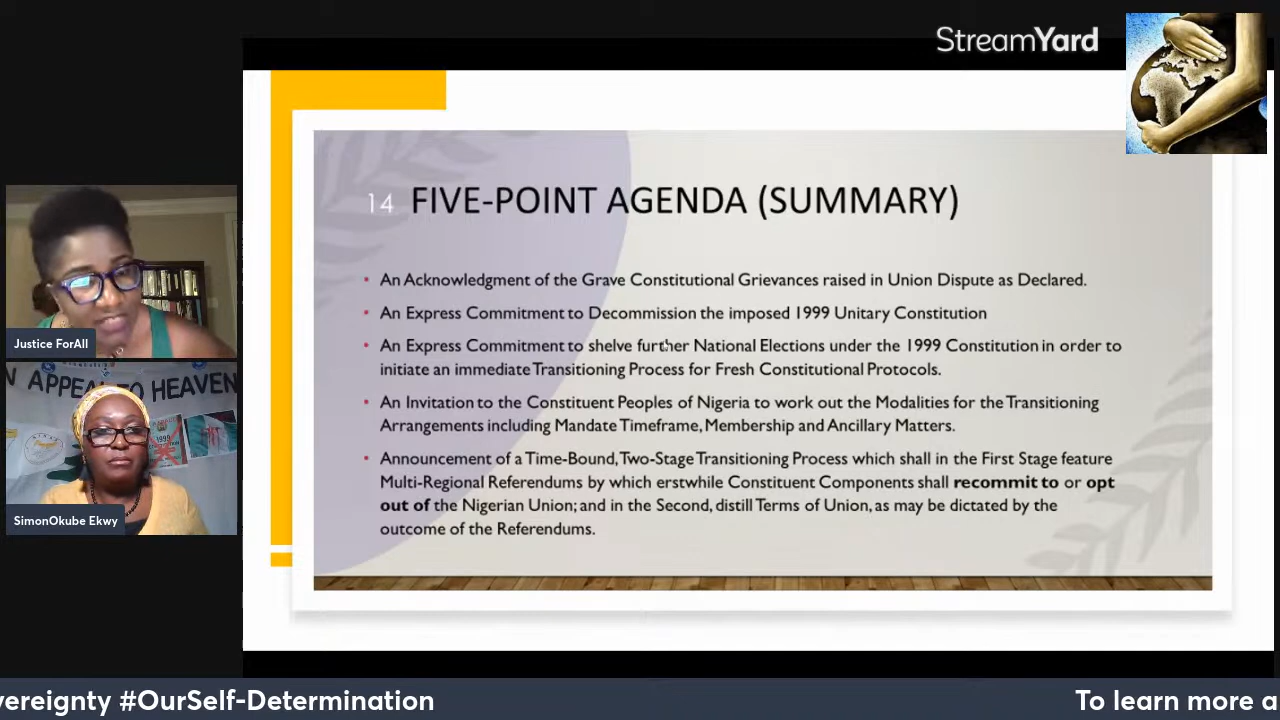 StreamYard
14 FIVE-POINT AGENDA (SUMMARY)
• An Acknowledgment of the Grave Constitutional Grievances raised in Union Dispute as Declared.
• An Express Commitment to Decommission the imposed 1999 Unitary Constitution
• An Express Commitment to shelve further National Elections under the 1999 Constitution in order to
initiate an immediate Transitioning Process for Fresh Constitutional Protocols.
• An Invitation to the Constituent Peoples of Nigeria to work out the Modalities for the Transitioning
Arrangements including Mandate Timeframe, Membership and Ancillary Matters.
• Announcement of a Time-Bound, Two-Stage Transitioning Process which shall in the First Stage feature
Multi-Regional Referendums by which erstwhile Constituent Components shall recommit to or opt
out of the Nigerian Union; and in the Second, distill Terms of Union, as may be dictated by the
outcome of the Referendums.
Justice ForAll
N APPEAL TO HEAVEN
1999
SimonOkube Ekwy
vereignty #OurSelf-Determination
To learn more a